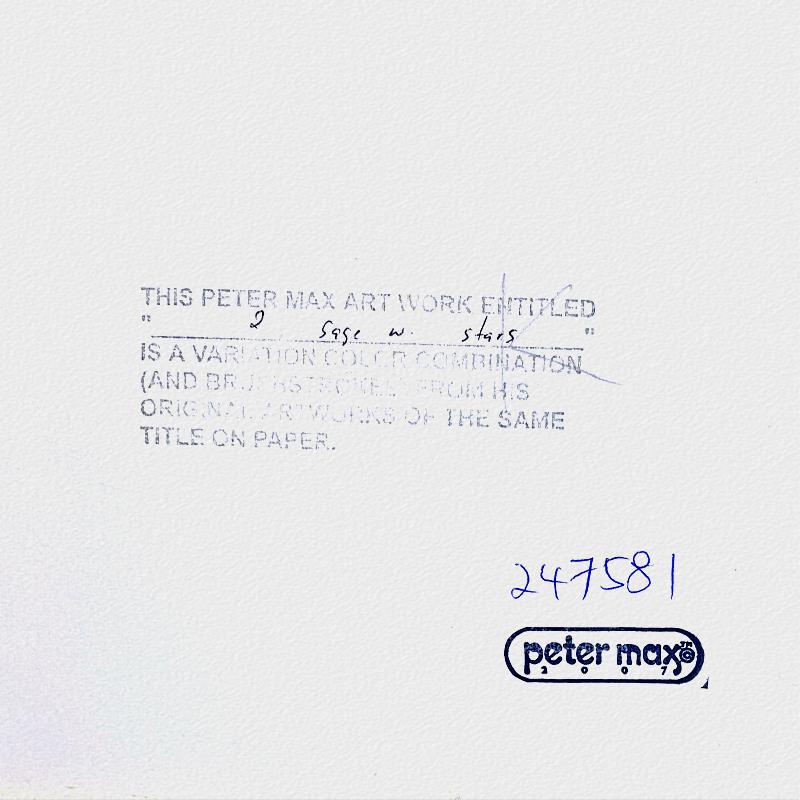 THIS PETER MAX ART WORK ENTITLED
" 2 Sage w. stars "
IS A VARIATION COLOR COMBINATION
(AND BRUSHSTROKES) FROM HIS
ORIGINAL ARTWORKS OF THE SAME
TITLE ON PAPER.
247581
peter max TM ©
2007